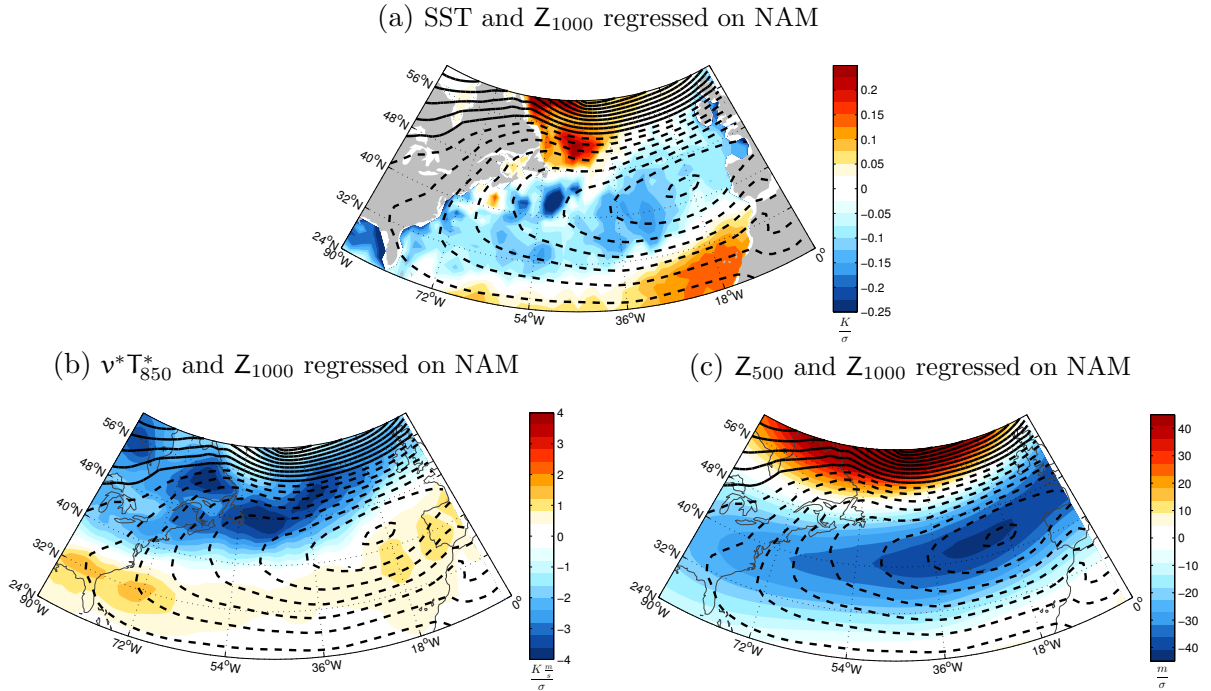 (a) SST and Z1000 regressed on NAM
56°N
48°N
40°N
32°N
24°N
90°W
72°W
54°W
36°W
18°W
0°
0.2
0.15
0.1
0.05
0
-0.05
-0.1
-0.15
-0.2
-0.25
K
σ
(b) v*T*850 and Z1000 regressed on NAM
56°N
48°N
40°N
32°N
24°N
90°W
72°W
54°W
36°W
18°W
0°
4
3
2
1
0
-1
-2
-3
-4
K m/s
σ
(c) Z500 and Z1000 regressed on NAM
56°N
48°N
40°N
32°N
24°N
90°W
72°W
54°W
36°W
18°W
0°
40
30
20
10
0
-10
-20
-30
-40
m
σ